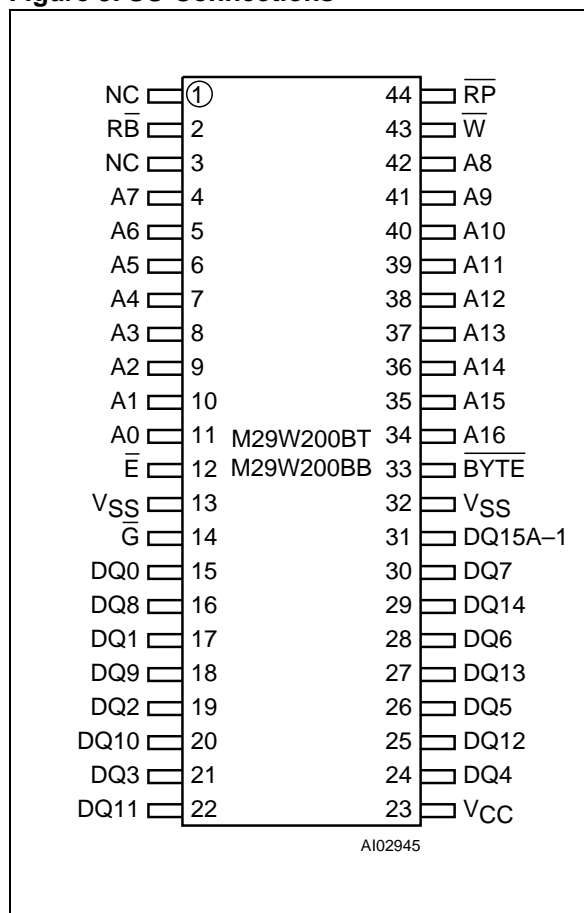 Figure 3. SO Connections
NC 1 44 R̅P̅
RB̅ 2 43 W̅
NC 3 42 A8
A7 4 41 A9
A6 5 40 A10
A5 6 39 A11
A4 7 38 A12
A3 8 37 A13
A2 9 36 A14
A1 10 35 A15
A0 11 M29W200BT 34 A16
E̅ 12 M29W200BB 33 B̅Y̅T̅E̅
VSS 13 32 VSS
G̅ 14 31 DQ15A–1
DQ0 15 30 DQ7
DQ8 16 29 DQ14
DQ1 17 28 DQ6
DQ9 18 27 DQ13
DQ2 19 26 DQ5
DQ10 20 25 DQ12
DQ3 21 24 DQ4
DQ11 22 23 VCC
AI02945